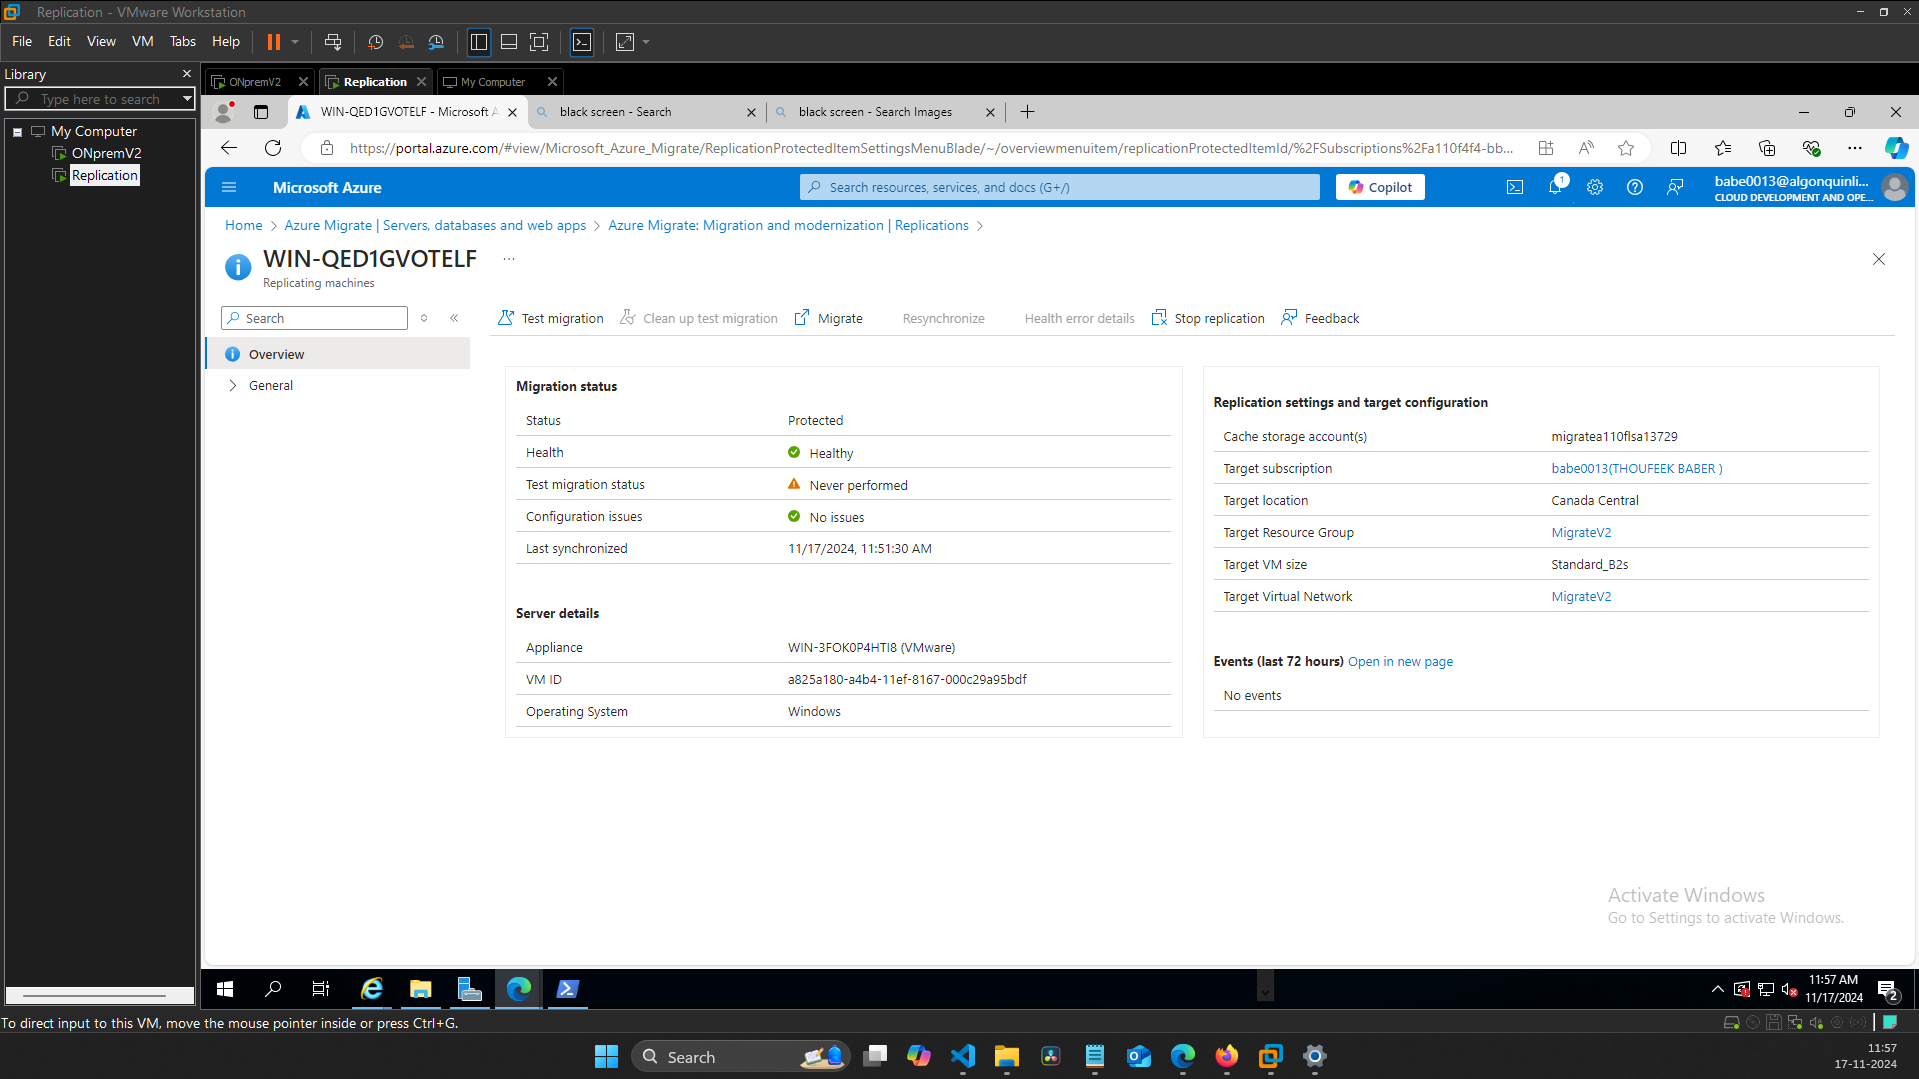 Replication - VMware Workstation
File Edit View VM Tabs Help
Library
Type here to search
My Computer
ONpremV2
Replication
ONpremV2 Replication My Computer
WIN-QED1GVOTELF - Microsoft A black screen - Search black screen - Search Images
https://portal.azure.com/#view/Microsoft_Azure_Migrate/ReplicationProtectedItemSettingsMenuBlade/~/overviewmenuitem/replicationProtectedItemId/%2FSubscriptions%2Fa110f4f4-bb...
Microsoft Azure
Search resources, services, and docs (G+/)
Copilot
1
babe0013@algonquinli...
CLOUD DEVELOPMENT AND OPE...
Home > Azure Migrate | Servers, databases and web apps > Azure Migrate: Migration and modernization | Replications >
WIN-QED1GVOTELF ...
Replicating machines
Search
Overview
General
Test migration Clean up test migration Migrate Resynchronize Health error details Stop replication Feedback
Migration status
Status Protected
Health Healthy
Test migration status Never performed
Configuration issues No issues
Last synchronized 11/17/2024, 11:51:30 AM
Server details
Appliance WIN-3FOK0P4HTI8 (VMware)
VM ID a825a180-a4b4-11ef-8167-000c29a95bdf
Operating System Windows
Replication settings and target configuration
Cache storage account(s) migratea110flsa13729
Target subscription babe0013(THOUFEEK BABER )
Target location Canada Central
Target Resource Group MigrateV2
Target VM size Standard_B2s
Target Virtual Network MigrateV2
Events (last 72 hours) Open in new page
No events
Activate Windows
Go to Settings to activate Windows.
11:57 AM
11/17/2024
2
To direct input to this VM, move the mouse pointer inside or press Ctrl+G.
Search
11:57
17-11-2024